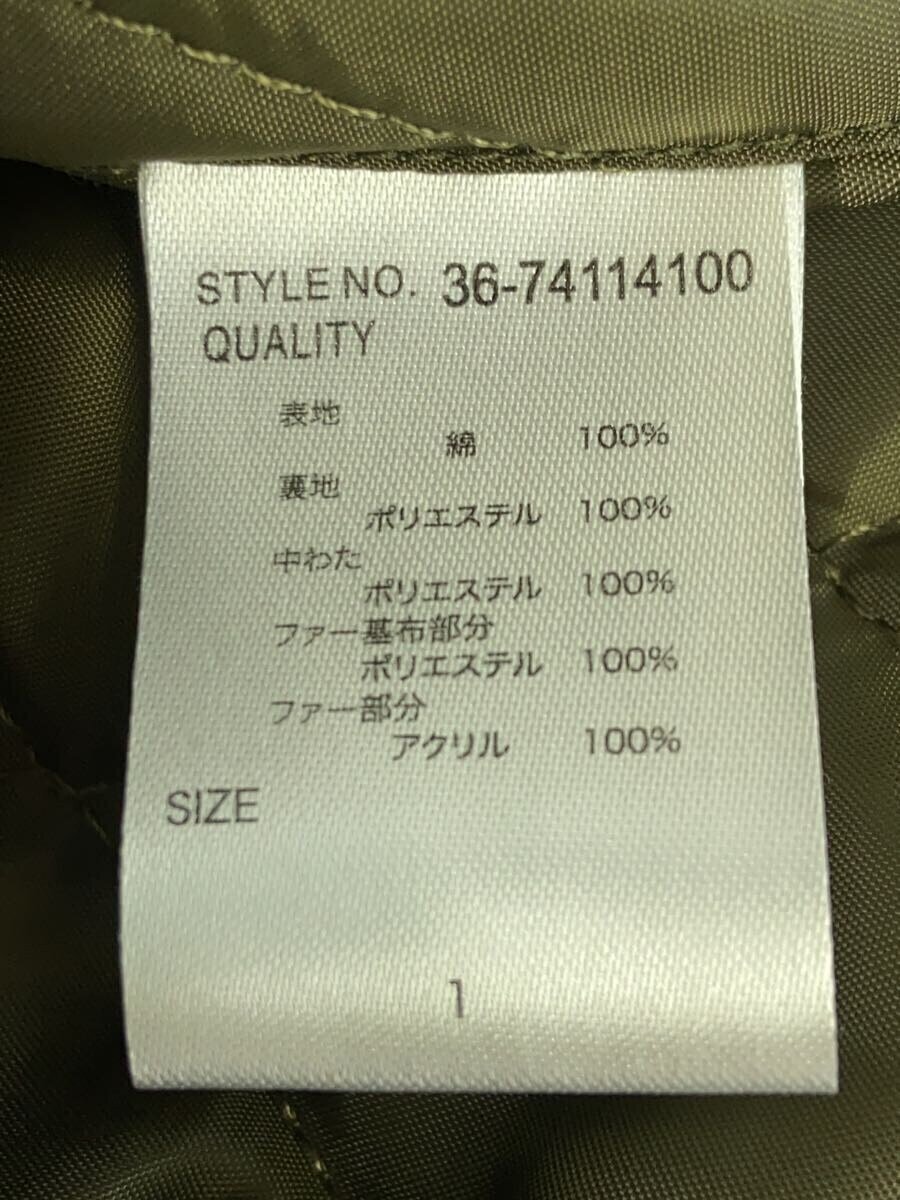 STYLE NO. 36-74114100
QUALITY
表地
綿 100%
裏地
ポリエステル 100%
中わた
ポリエステル 100%
ファー基布部分
ポリエステル 100%
ファー部分
アクリル 100%
SIZE
1